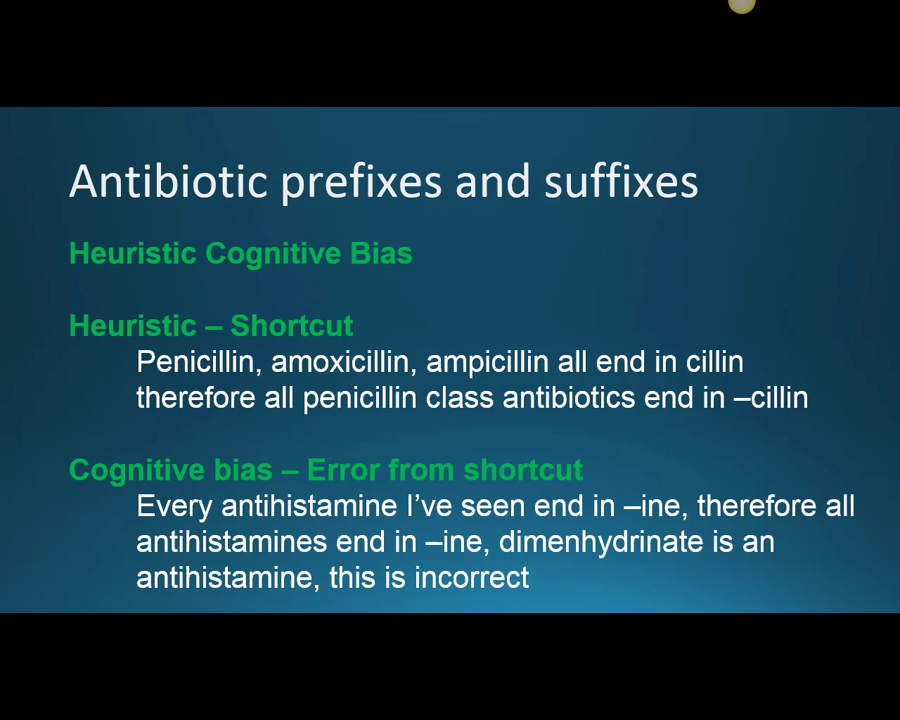 Antibiotic prefixes and suffixes
Heuristic Cognitive Bias
Heuristic – Shortcut
Penicillin, amoxicillin, ampicillin all end in cillin
therefore all penicillin class antibiotics end in –cillin
Cognitive bias – Error from shortcut
Every antihistamine I’ve seen end in –ine, therefore all
antihistamines end in –ine, dimenhydrinate is an
antihistamine, this is incorrect